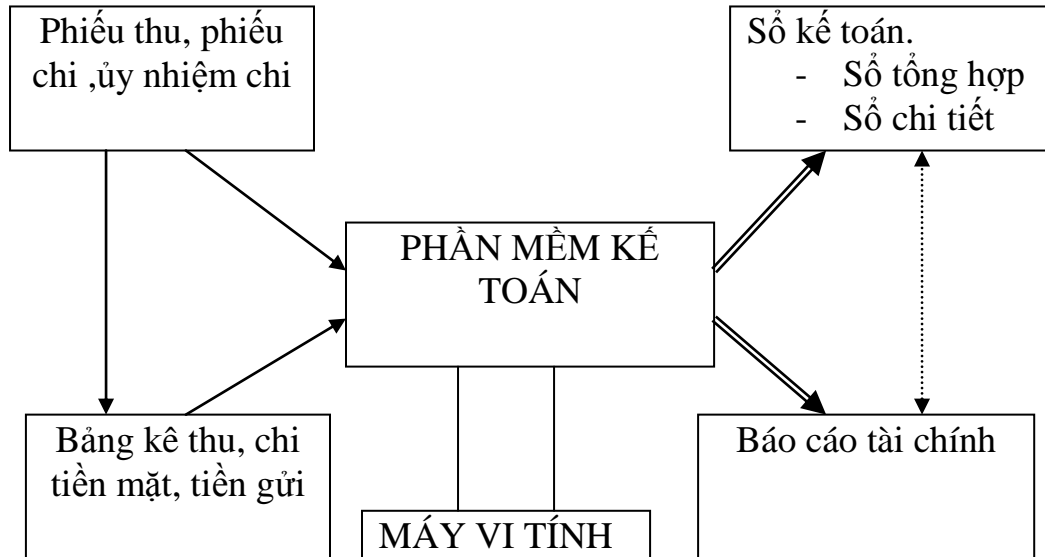 Phiếu thu, phiếu
chi ,ủy nhiệm chi
Sổ kế toán.
- Sổ tổng hợp
- Sổ chi tiết
PHẦN MỀM KẾ
TOÁN
Bảng kê thu, chi
tiền mặt, tiền gửi
MÁY VI TÍNH
Báo cáo tài chính